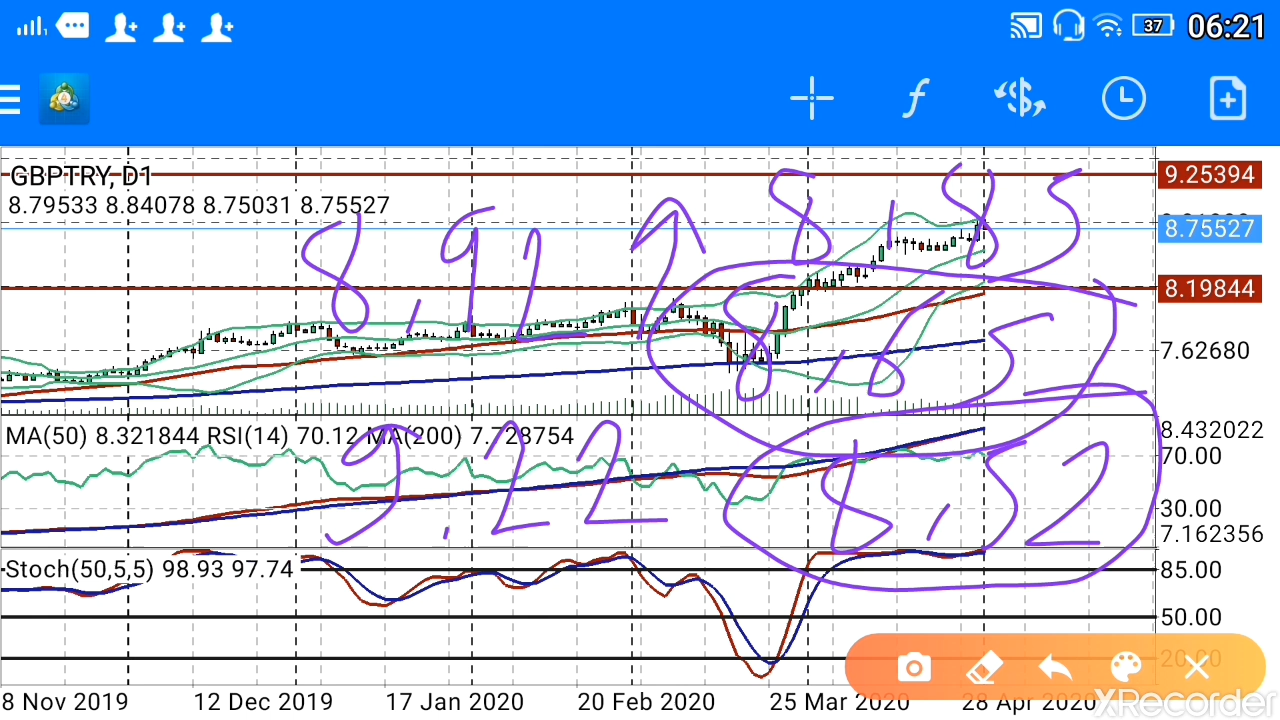 37 06:21
GBPTRY, D1
8.79533 8.84078 8.75031 8.75527
9.25394
8.75527
8.19844
7.62680
8,92 8,85
8,65
MA(50) 8.321844 RSI(14) 70.12 MA(200) 7.728754
8.432022
70.00
30.00
7.162356
9.22 8,52
Stoch(50,5,5) 98.93 97.74
85.00
50.00
20.00
8 Nov 2019 12 Dec 2019 17 Jan 2020 20 Feb 2020 25 Mar 2020 28 Apr 2020
XRecorder